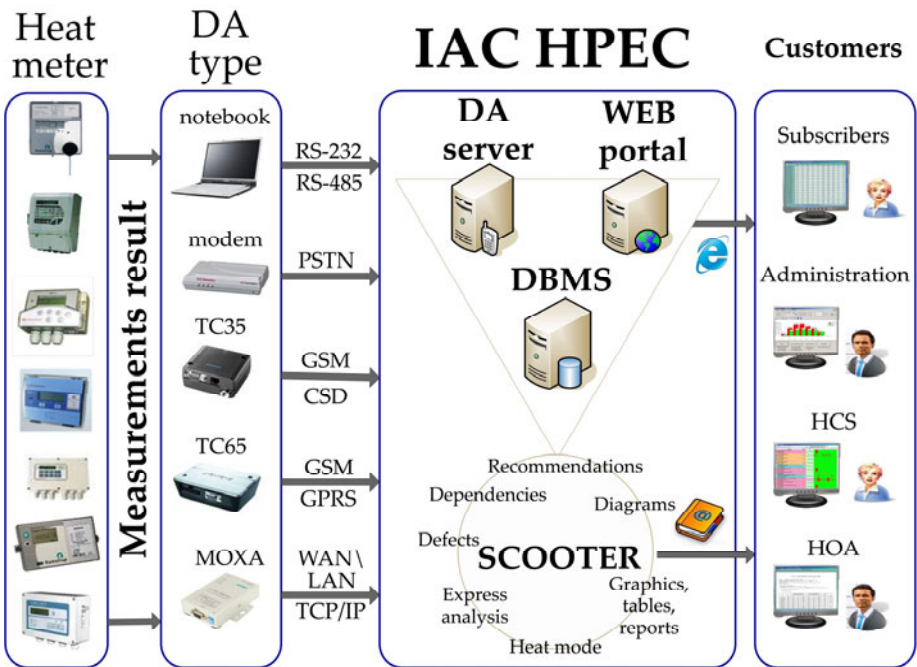 Heat
meter
DA
type
IAC HPEC
Customers
Measurements result
notebook
modem
TC35
TC65
MOXA
RS-232
RS-485
PSTN
GSM
CSD
GSM
GPRS
WAN \
LAN
TCP/IP
DA
server
WEB
portal
DBMS
Recommendations
Dependencies
Diagrams
Defects
SCOOTER
Express
analysis
Graphics,
tables,
reports
Heat mode
Subscribers
Administration
HCS
HOA